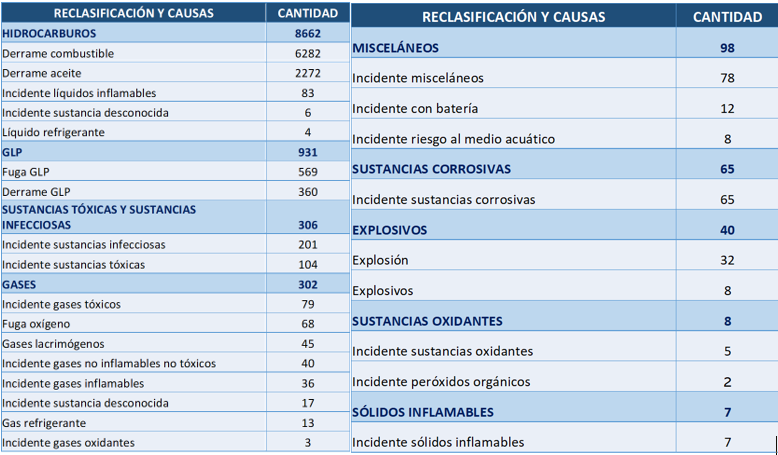 RECLASIFICACIÓN Y CAUSAS CANTIDAD
HIDROCARBUROS 8662
Derrame combustible 6282
Derrame aceite 2272
Incidente líquidos inflamables 83
Incidente sustancia desconocida 6
Líquido refrigerante 4
GLP 931
Fuga GLP 569
Derrame GLP 360
SUSTANCIAS TÓXICAS Y SUSTANCIAS
INFECCIOSAS 306
Incidente sustancias infecciosas 201
Incidente sustancias tóxicas 104
GASES 302
Incidente gases tóxicos 79
Fuga oxígeno 68
Gases lacrimógenos 45
Incidente gases no inflamables no tóxicos 40
Incidente gases inflamables 36
Incidente sustancia desconocida 17
Gas refrigerante 13
Incidente gases oxidantes 3
RECLASIFICACIÓN Y CAUSAS CANTIDAD
MISCELÁNEOS 98
Incidente misceláneos 78
Incidente con batería 12
Incidente riesgo al medio acuático 8
SUSTANCIAS CORROSIVAS 65
Incidente sustancias corrosivas 65
EXPLOSIVOS 40
Explosión 32
Explosivos 8
SUSTANCIAS OXIDANTES 8
Incidente sustancias oxidantes 5
Incidente peróxidos orgánicos 2
SÓLIDOS INFLAMABLES 7
Incidente sólidos inflamables 7